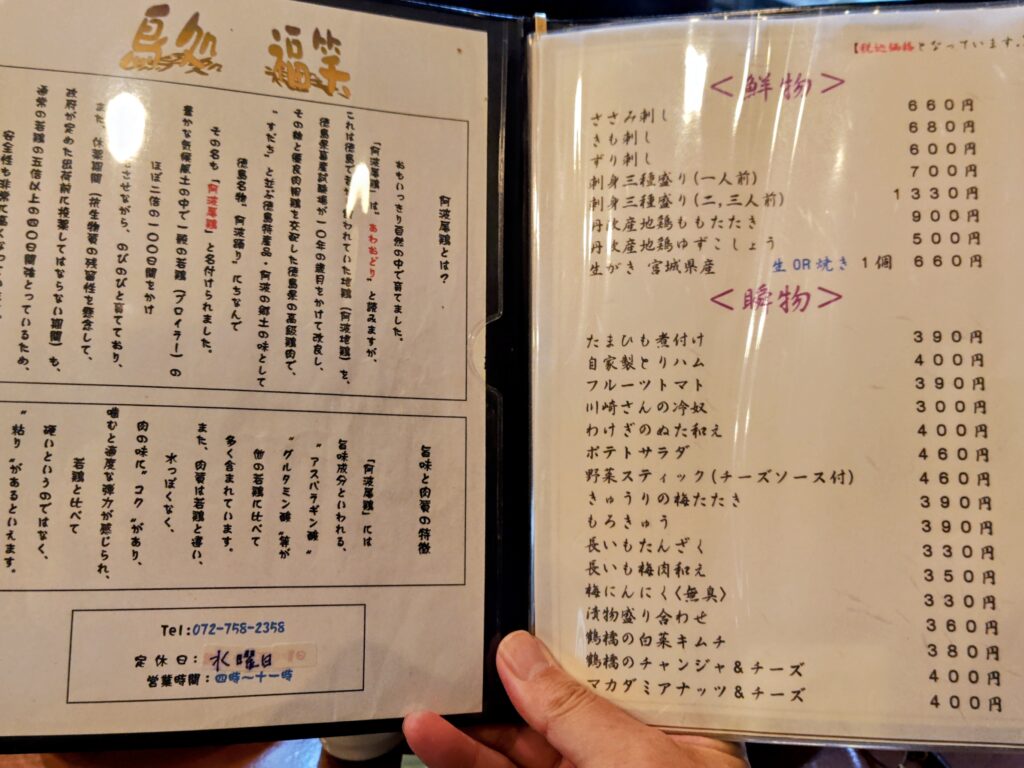 鳥処 福笑
阿波尾鶏とは?
おもいっきり自然の中で育てました。
「阿波尾鶏」は、"あわおどり"と読みますが、
これは徳島で われていた地鶏(阿波地鶏)を、
徳島県畜産試験場が一〇年の歳月をかけて改良し、
その雄と優良肉用鶏を交配した徳島県の高級鶏肉で、
"すだち"と並ぶ徳島特産品・阿波の郷土の味として
徳島名物、"阿波踊り"にちなんで
その名も「阿波尾鶏」と名付けられました。
豊かな気候風土の中で一般の若鶏(ブロイラー)の
ほぼ二倍の一〇〇日間をかけ
させながら、のびのびと育てており、
また、休薬期間(抗生物質の残留性を懸念して、
政府が定めた出荷前に投薬してはならない期間)も、
通常の若鶏の五倍以上の四〇日間強とっているため、
安全性も非常に高くなっています。
旨味と肉質の特徴
「阿波尾鶏」には
旨味成分といわれる、
"アスパラギン酸"
"グルタミン酸"等が
他の若鶏に比べて
多く含まれています。
また、肉質は若鶏と違い、
水っぽくなく、
肉の味に"コク"があり、
噛むと適度な弾力が感じられ、
若鶏と比べて
硬いというのではなく、
"粘り"があるといえます。
Tel:072-758-2358
定休日:水曜日
営業時間:四時〜十一時
【税込価格となっています。
<鮮物>
ささみ刺し 660円
きも刺し 680円
ずり刺し 600円
刺身三種盛り(一人前) 700円
刺身三種盛り(二,三人前) 1330円
丹波産地鶏ももたたき 900円
丹波産地鶏ゆずこしょう 500円
生がき 宮城県産 生OR焼き 1個 660円
<瞬物>
たまひも煮付け 390円
自家製とりハム 400円
フルーツトマト 390円
川崎さんの冷奴 300円
わけぎのぬた和え 400円
ポテトサラダ 460円
野菜スティック(チーズソース付) 460円
きゅうりの梅たたき 390円
もろきゅう 390円
長いもたんざく 330円
長いも梅肉和え 350円
梅にんにく〈無臭〉 330円
漬物盛り合わせ 360円
鶴橋の白菜キムチ 380円
鶴橋のチャンジャ&チーズ 400円
マカダミアナッツ&チーズ 400円